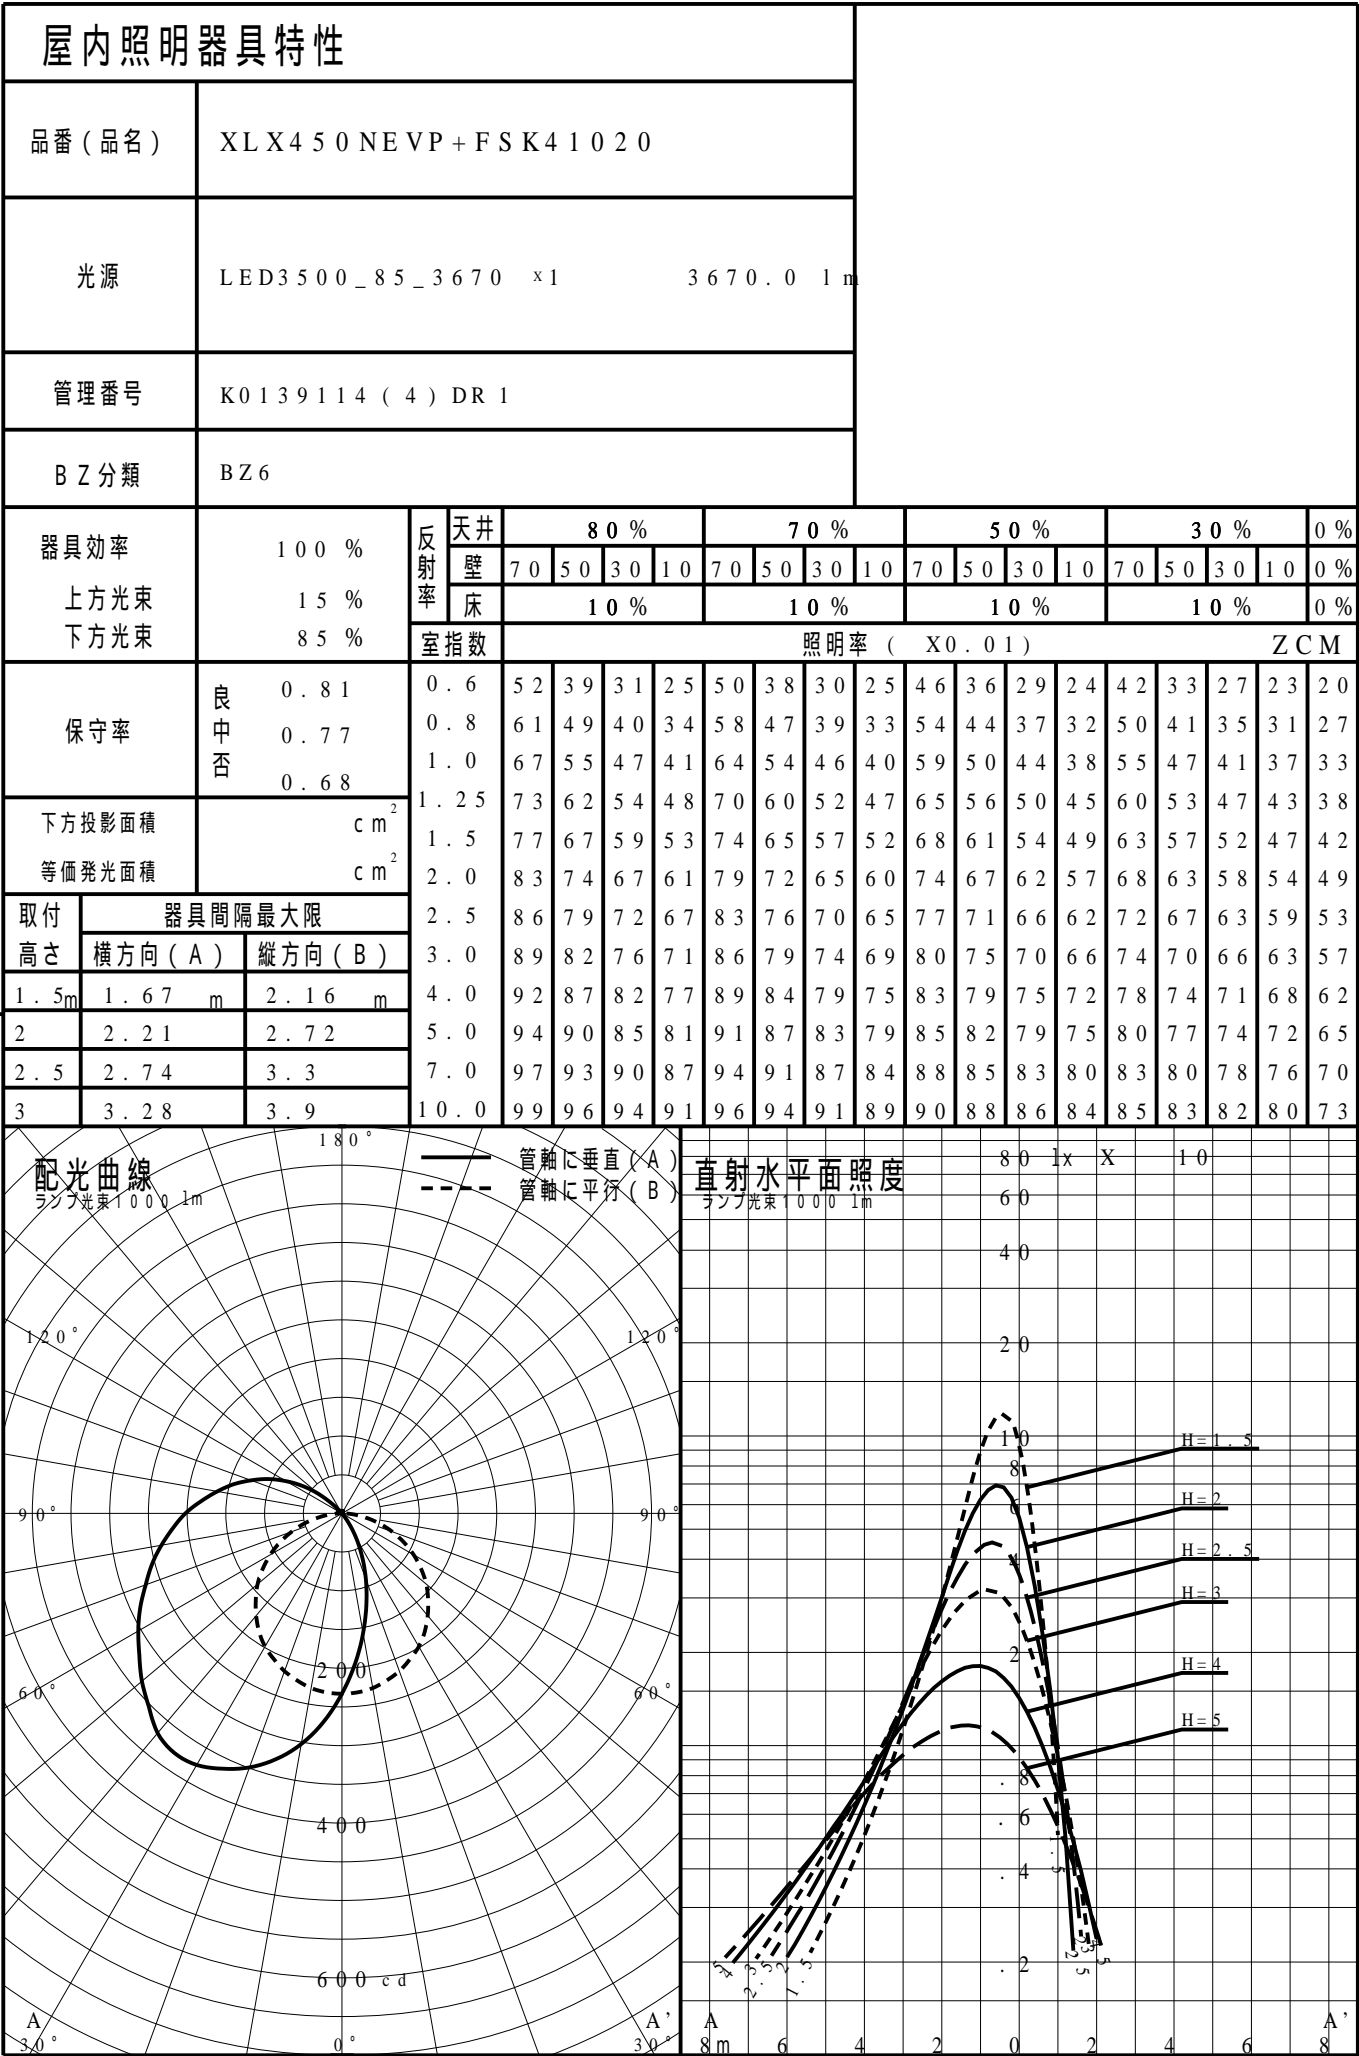 屋内照明器具特性
品番(品名) XLX450NEVP+FSK41020
光源 LED3500_85_3670 x1 3670.0 lm
管理番号 K0139114(4)DR1
BZ分類 BZ6
器具効率 100 %
上方光束 15 %
下方光束 85 %
保守率 良 0.81
中 0.77
否 0.68
下方投影面積 cm2
等価発光面積 cm2
取付高さ 器具間隔最大限
横方向(A) 縦方向(B)
1.5m 1.67 m 2.16 m
2 2.21 2.72
2.5 2.74 3.3
3 3.28 3.9
反射率 天井 80% 70% 50% 30% 0%
壁 70 50 30 10 70 50 30 10 70 50 30 10 70 50 30 10 0%
床 10% 10% 10% 10% 0%
室指数 照明率( X0.01) ZCM
0.6 52 39 31 25 50 38 30 25 46 36 29 24 42 33 27 23 20
0.8 61 49 40 34 58 47 39 33 54 44 37 32 50 41 35 31 27
1.0 67 55 47 41 64 54 46 40 59 50 44 38 55 47 41 37 33
1.25 73 62 54 48 70 60 52 47 65 56 50 45 60 53 47 43 38
1.5 77 67 59 53 74 65 57 52 68 61 54 49 63 57 52 47 42
2.0 83 74 67 61 79 72 65 60 74 67 62 57 68 63 58 54 49
2.5 86 79 72 67 83 76 70 65 77 71 66 62 72 67 63 59 53
3.0 89 82 76 71 86 79 74 69 80 75 70 66 74 70 66 63 57
4.0 92 87 82 77 89 84 79 75 83 79 75 72 78 74 71 68 62
5.0 94 90 85 81 91 87 83 79 85 82 79 75 80 77 74 72 65
7.0 97 93 90 87 94 91 87 84 88 85 83 80 83 80 78 76 70
10.0 99 96 94 91 96 94 91 89 90 88 86 84 85 83 82 80 73
配光曲線
ランプ光束1000 lm
管軸に垂直(A)
管軸に平行(B)
180°
120° 120°
90° 90°
200
60° 60°
400
600 cd
A A'
30° 0° 30°
直射水平面照度
ランプ光束1000 lm
80 lx X 10
60
40
20
10
8
6
4
2
.8
.6
.4
.2
H=1.5
H=2
H=2.5
H=3
H=4
H=5
5 4 3 2.5 2 1.5
1.5
2 2.5 3 4 5
A A'
8m 6 4 2 0 2 4 6 8